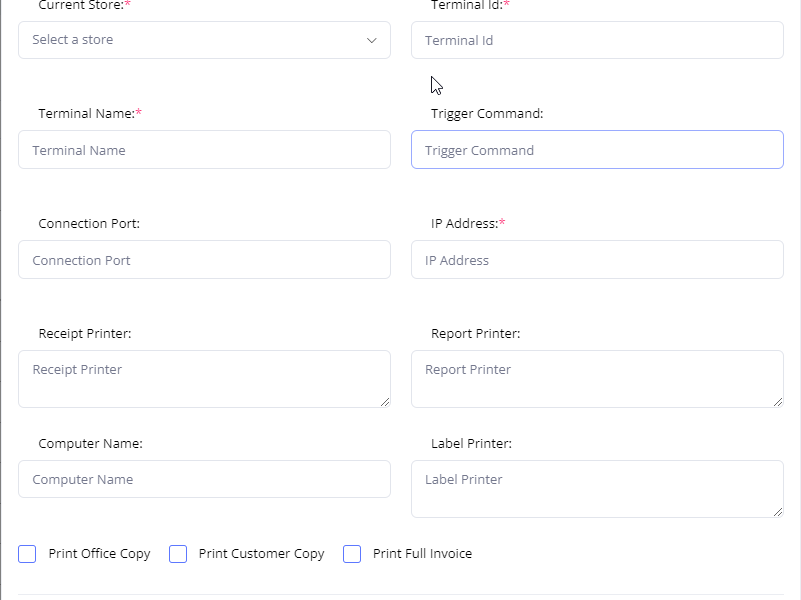 Current Store:* Terminal Id:*
Select a store Terminal Id
Terminal Name:* Trigger Command:
Terminal Name Trigger Command
Connection Port: IP Address:*
Connection Port IP Address
Receipt Printer: Report Printer:
Receipt Printer Report Printer
Computer Name: Label Printer:
Computer Name Label Printer
Print Office Copy Print Customer Copy Print Full Invoice